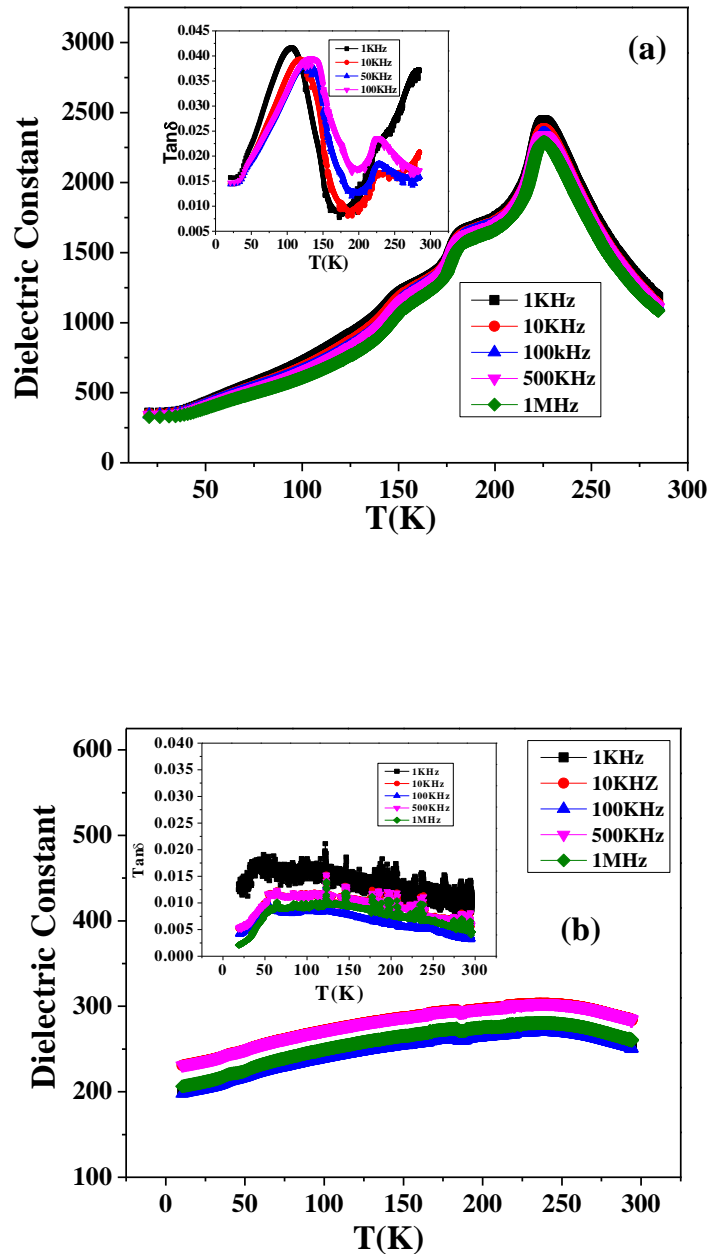 (a)
3000
2500
2000
1500
1000
500
0
Dielectric Constant
50
100
150
200
250
300
T(K)
1KHz
10KHz
100kHz
500KHz
1MHz
0.045
0.040
0.035
0.030
0.025
0.020
0.015
0.010
0.005
Tanδ
0
50
100
150
200
250
300
T(K)
1KHz
10KHz
50KHz
100KHz
(b)
600
500
400
300
200
100
Dielectric Constant
0
50
100
150
200
250
300
T(K)
1KHz
10KHZ
100KHz
500KHz
1MHz
0.040
0.035
0.030
0.025
0.020
0.015
0.010
0.005
0.000
Tanδ
0
50
100
150
200
250
300
T(K)
1KHz
10KHz
100KHz
500KHz
1MHz